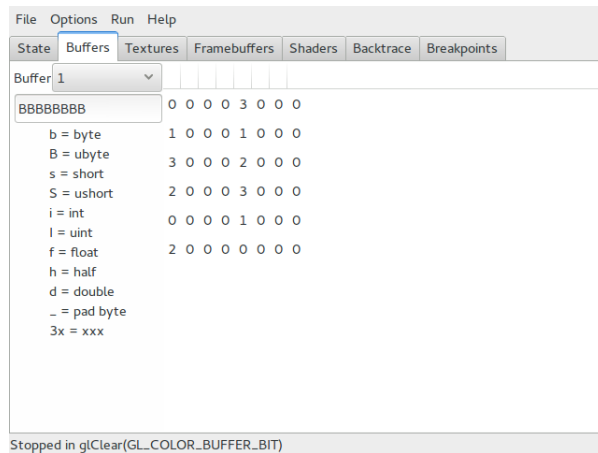 File Options Run Help
State Buffers Textures Framebuffers Shaders Backtrace Breakpoints
Buffer 1
BBBBBBBB
b = byte
B = ubyte
s = short
S = ushort
i = int
I = uint
f = float
h = half
d = double
_ = pad byte
3x = xxx
0 0 0 0 3 0 0 0
1 0 0 0 1 0 0 0
3 0 0 0 2 0 0 0
2 0 0 0 3 0 0 0
0 0 0 0 1 0 0 0
2 0 0 0 0 0 0 0
Stopped in glClear(GL_COLOR_BUFFER_BIT)